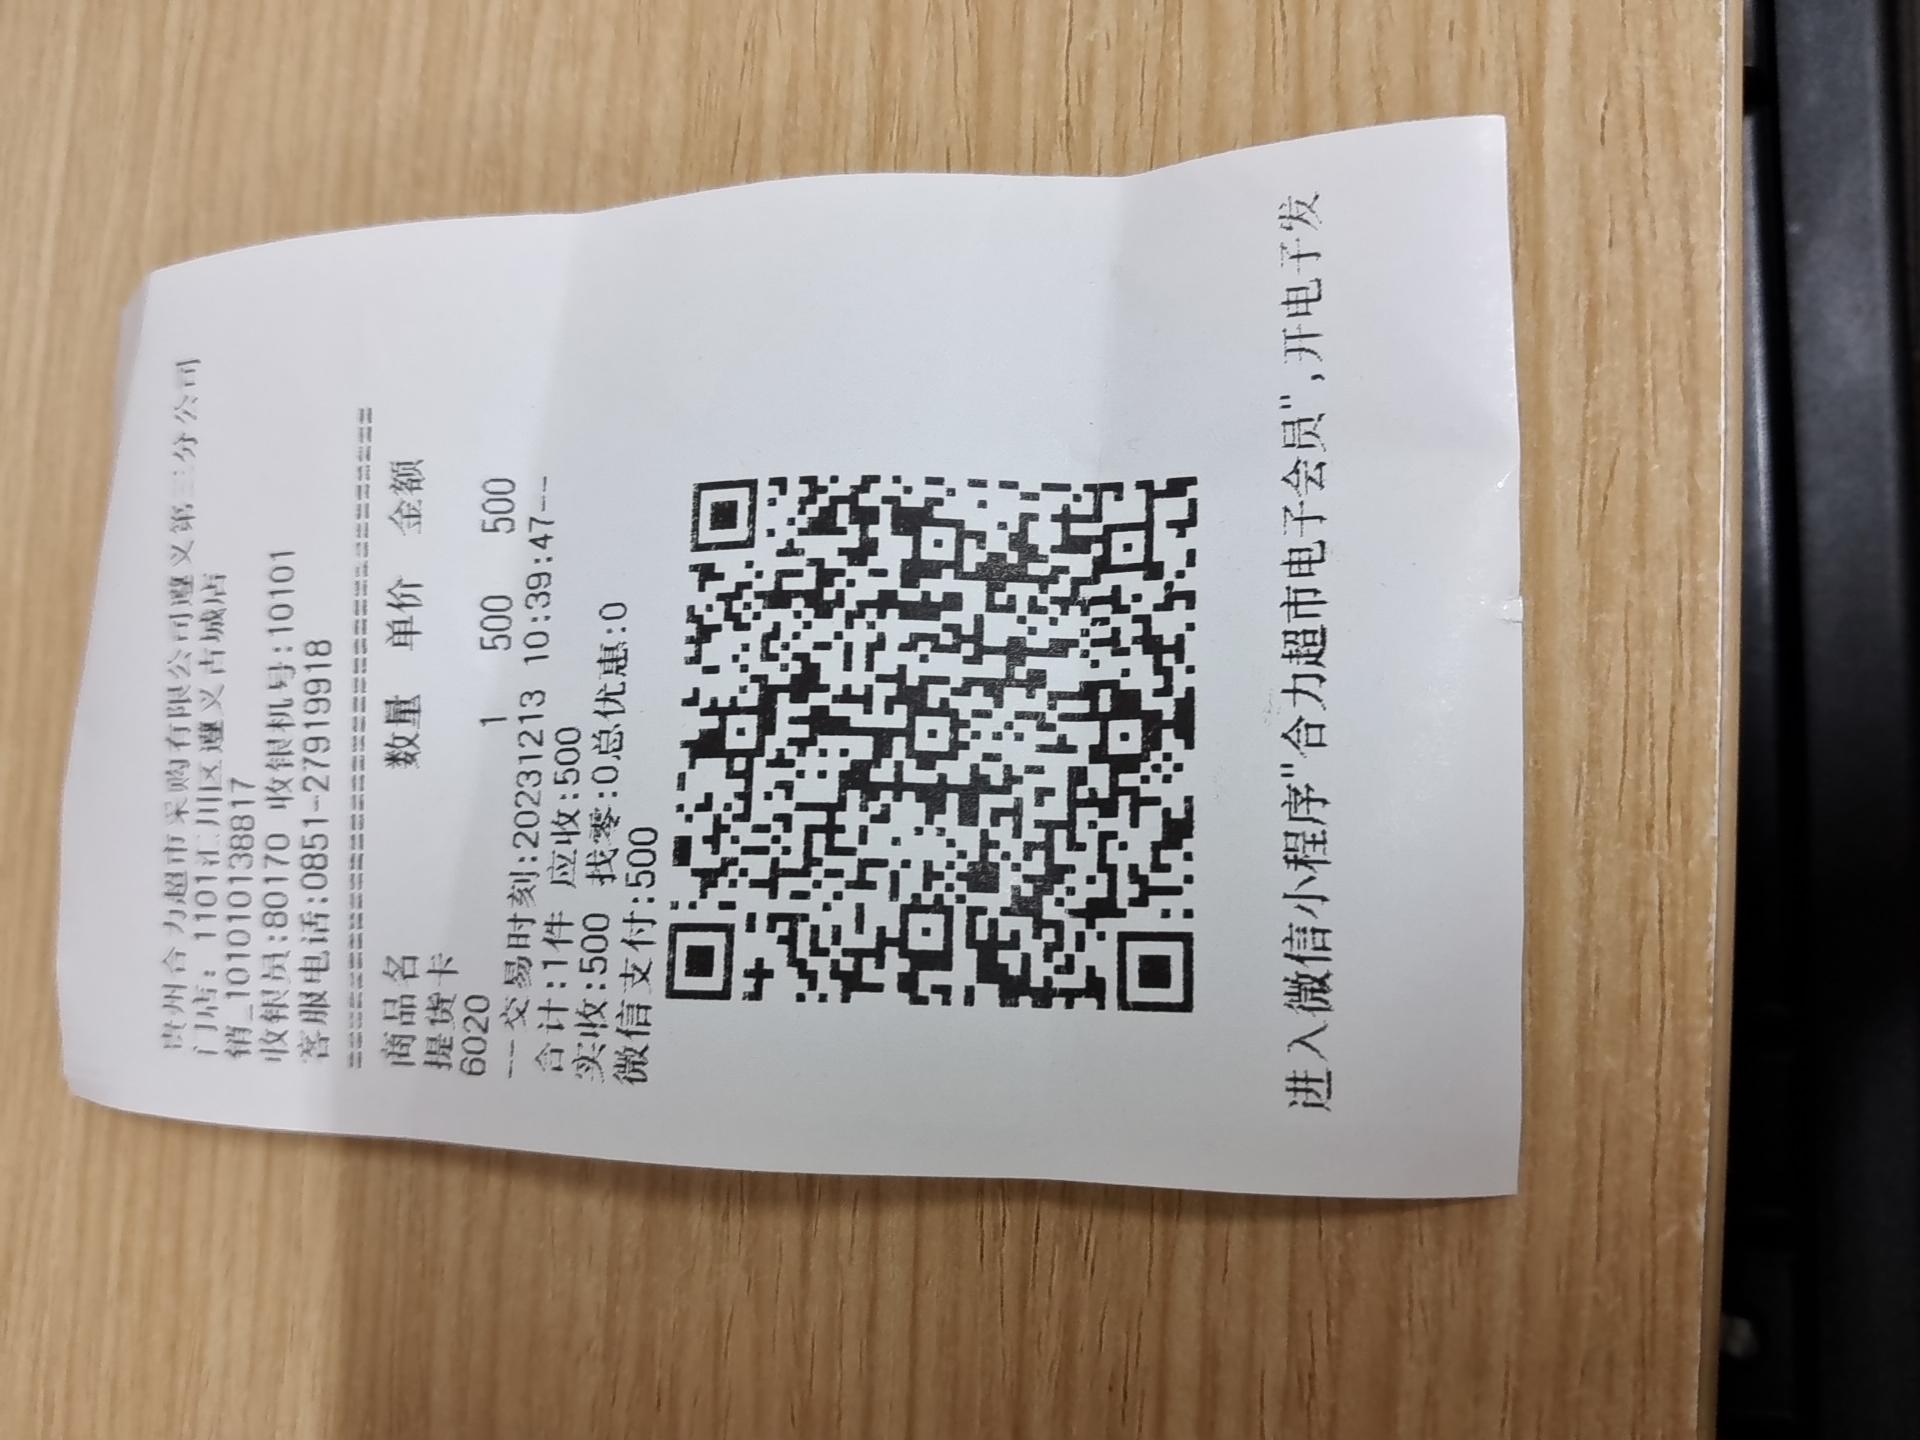 贵州合力超市采购有限公司遵义第三分公司
门店: 1101汇川区遵义古城店
销_1010101138817
收银员:80170 收银机号:10101
客服电话:0851-27919918
商品名 数量 单价 金额
提货卡
6020 1 500 500
---交易时刻:20231213 10:39:47--
合计:1件 应收:500
实收:500 找零:0总优惠:0
微信支付:500
进入微信小程序"合力超市电子会员",开电子发